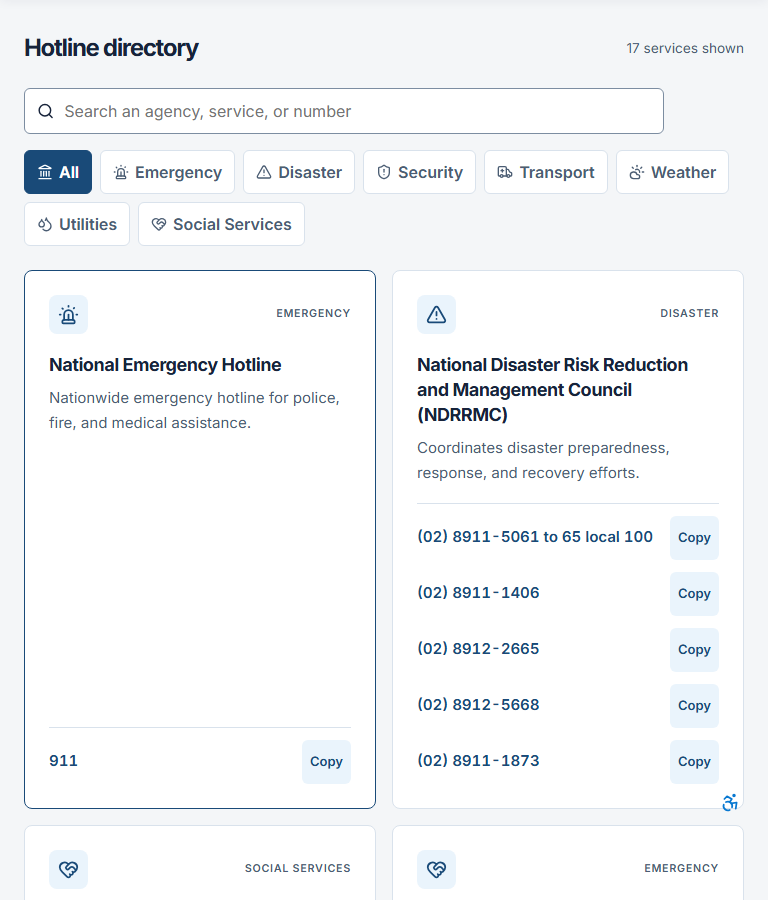 Hotline directory
17 services shown
Search an agency, service, or number
All
Emergency
Disaster
Security
Transport
Weather
Utilities
Social Services
EMERGENCY
National Emergency Hotline
Nationwide emergency hotline for police,
fire, and medical assistance.
911
Copy
DISASTER
National Disaster Risk Reduction
and Management Council
(NDRRMC)
Coordinates disaster preparedness,
response, and recovery efforts.
(02) 8911-5061 to 65 local 100
Copy
(02) 8911-1406
Copy
(02) 8912-2665
Copy
(02) 8912-5668
Copy
(02) 8911-1873
Copy
SOCIAL SERVICES
EMERGENCY